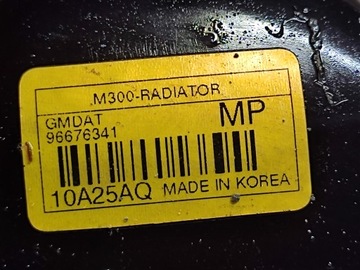 M300-RADIATOR
GMDAT MP
96676341
10A25AQ MADE IN KOREA